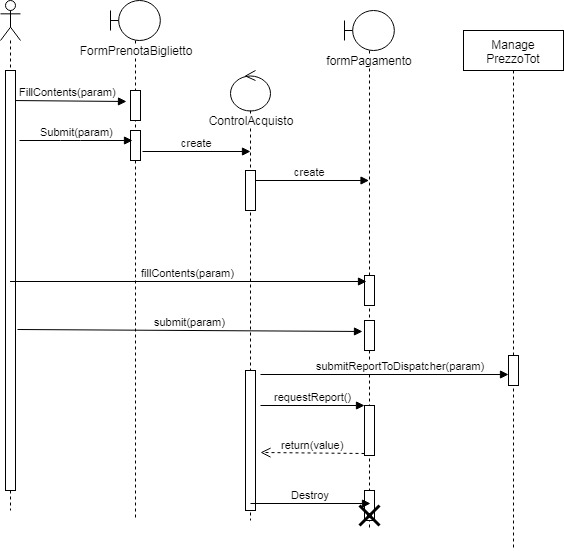 FormPrenotaBiglietto
formPagamento
Manage
PrezzoTot
FillContents(param)
ControlAcquisto
Submit(param)
create
create
fillContents(param)
submit(param)
submitReportToDispatcher(param)
requestReport()
return(value)
Destroy